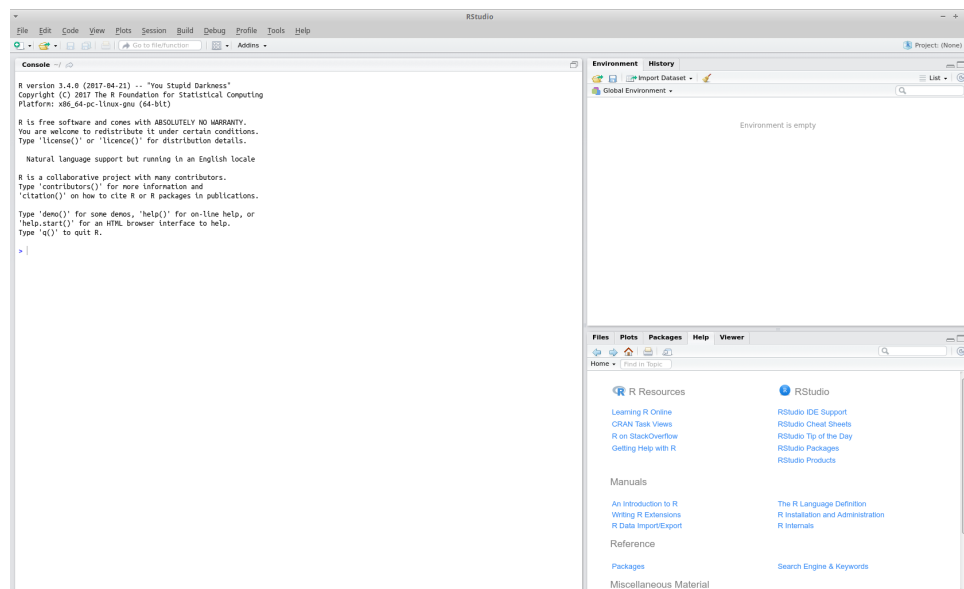 RStudio
File Edit Code View Plots Session Build Debug Profile Tools Help
Go to file/function Addins Project: (None)
Console ~/
R version 3.4.0 (2017-04-21) -- "You Stupid Darkness"
Copyright (C) 2017 The R Foundation for Statistical Computing
Platform: x86_64-pc-linux-gnu (64-bit)
R is free software and comes with ABSOLUTELY NO WARRANTY.
You are welcome to redistribute it under certain conditions.
Type 'license()' or 'licence()' for distribution details.
Natural language support but running in an English locale
R is a collaborative project with many contributors.
Type 'contributors()' for more information and
'citation()' on how to cite R or R packages in publications.
Type 'demo()' for some demos, 'help()' for on-line help, or
'help.start()' for an HTML browser interface to help.
Type 'q()' to quit R.
>
Environment History
Import Dataset List
Global Environment
Environment is empty
Files Plots Packages Help Viewer
Home Find in Topic
R Resources
Learning R Online
CRAN Task Views
R on StackOverflow
Getting Help with R
RStudio
RStudio IDE Support
RStudio Cheat Sheets
RStudio Tip of the Day
RStudio Packages
RStudio Products
Manuals
An Introduction to R
Writing R Extensions
R Data Import/Export
The R Language Definition
R Installation and Administration
R Internals
Reference
Packages
Search Engine & Keywords
Miscellaneous Material